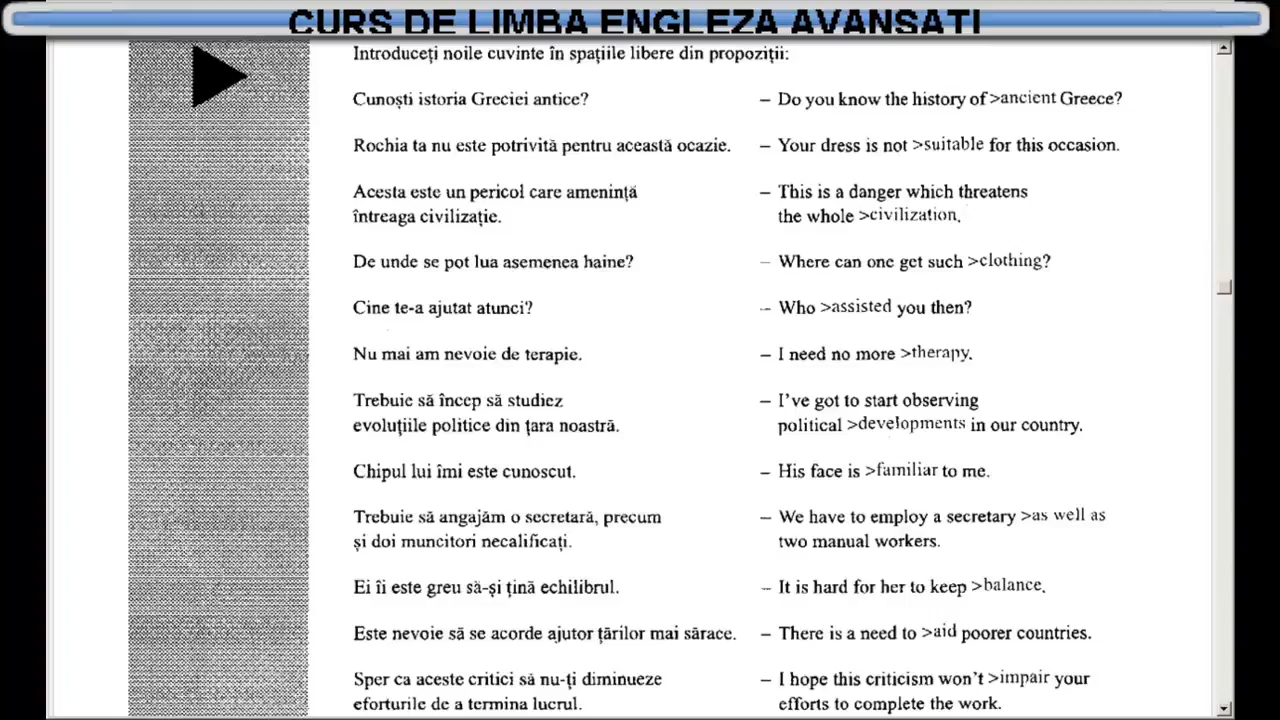 CURS DE LIMBA ENGLEZA AVANSATI
Introduceți noile cuvinte în spațiile libere din propoziții:
Cunoști istoria Greciei antice? – Do you know the history of >ancient Greece?
Rochia ta nu este potrivită pentru această ocazie. – Your dress is not >suitable for this occasion.
Acesta este un pericol care amenință – This is a danger which threatens
întreaga civilizație. the whole >civilization.
De unde se pot lua asemenea haine? – Where can one get such >clothing?
Cine te-a ajutat atunci? – Who >assisted you then?
Nu mai am nevoie de terapie. – I need no more >therapy.
Trebuie să încep să studiez – I've got to start observing
evoluțiile politice din țara noastră. political >developments in our country.
Chipul lui îmi este cunoscut. – His face is >familiar to me.
Trebuie să angajăm o secretară, precum – We have to employ a secretary >as well as
și doi muncitori necalificați. two manual workers.
Ei îi este greu să-și țină echilibrul. – It is hard for her to keep >balance.
Este nevoie să se acorde ajutor țărilor mai sărace. – There is a need to >aid poorer countries.
Sper ca aceste critici să nu-ți diminueze – I hope this criticism won't >impair your
eforturile de a termina lucrul. efforts to complete the work.